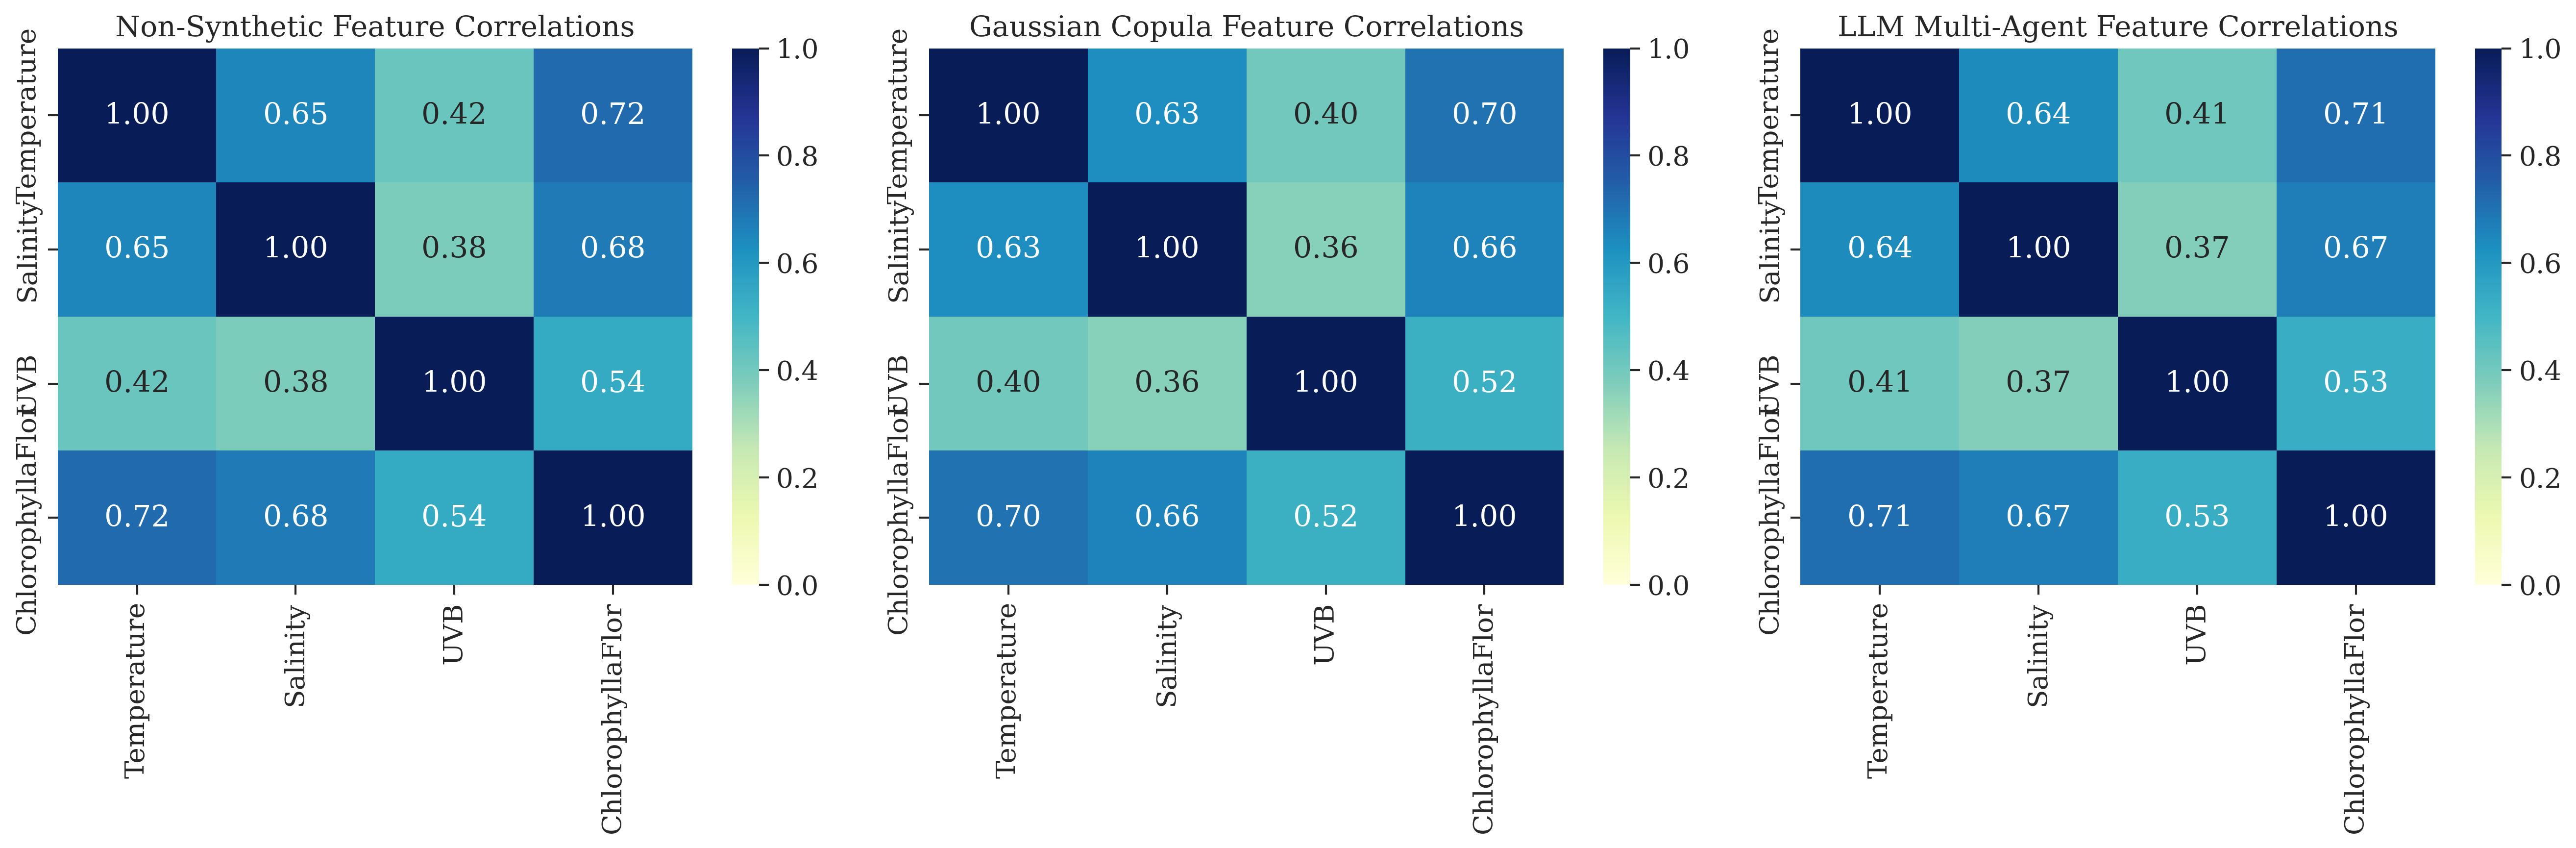 Non-Synthetic Feature Correlations
Temperature
Salinity
UVB
ChlorophyllaFlor
1.00 0.65 0.42 0.72
0.65 1.00 0.38 0.68
0.42 0.38 1.00 0.54
0.72 0.68 0.54 1.00
Temperature
Salinity
UVB
ChlorophyllaFlor
1.0
0.8
0.6
0.4
0.2
0.0
Gaussian Copula Feature Correlations
Temperature
Salinity
UVB
ChlorophyllaFlor
1.00 0.63 0.40 0.70
0.63 1.00 0.36 0.66
0.40 0.36 1.00 0.52
0.70 0.66 0.52 1.00
Temperature
Salinity
UVB
ChlorophyllaFlor
1.0
0.8
0.6
0.4
0.2
0.0
LLM Multi-Agent Feature Correlations
Temperature
Salinity
UVB
ChlorophyllaFlor
1.00 0.64 0.41 0.71
0.64 1.00 0.37 0.67
0.41 0.37 1.00 0.53
0.71 0.67 0.53 1.00
Temperature
Salinity
UVB
ChlorophyllaFlor
1.0
0.8
0.6
0.4
0.2
0.0